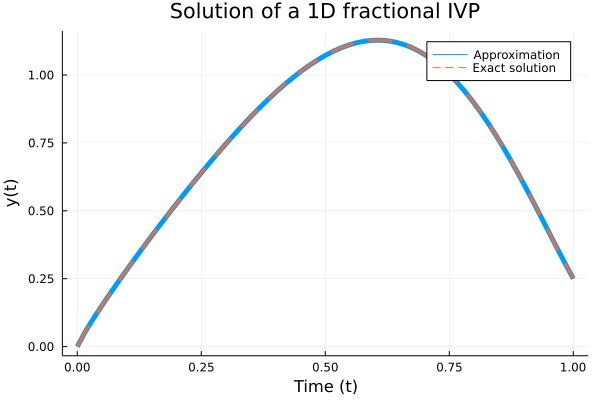 Solution of a 1D fractional IVP
Approximation
Exact solution
y(t)
1.00
0.75
0.50
0.25
0.00
0.00 0.25 0.50 0.75 1.00
Time (t)